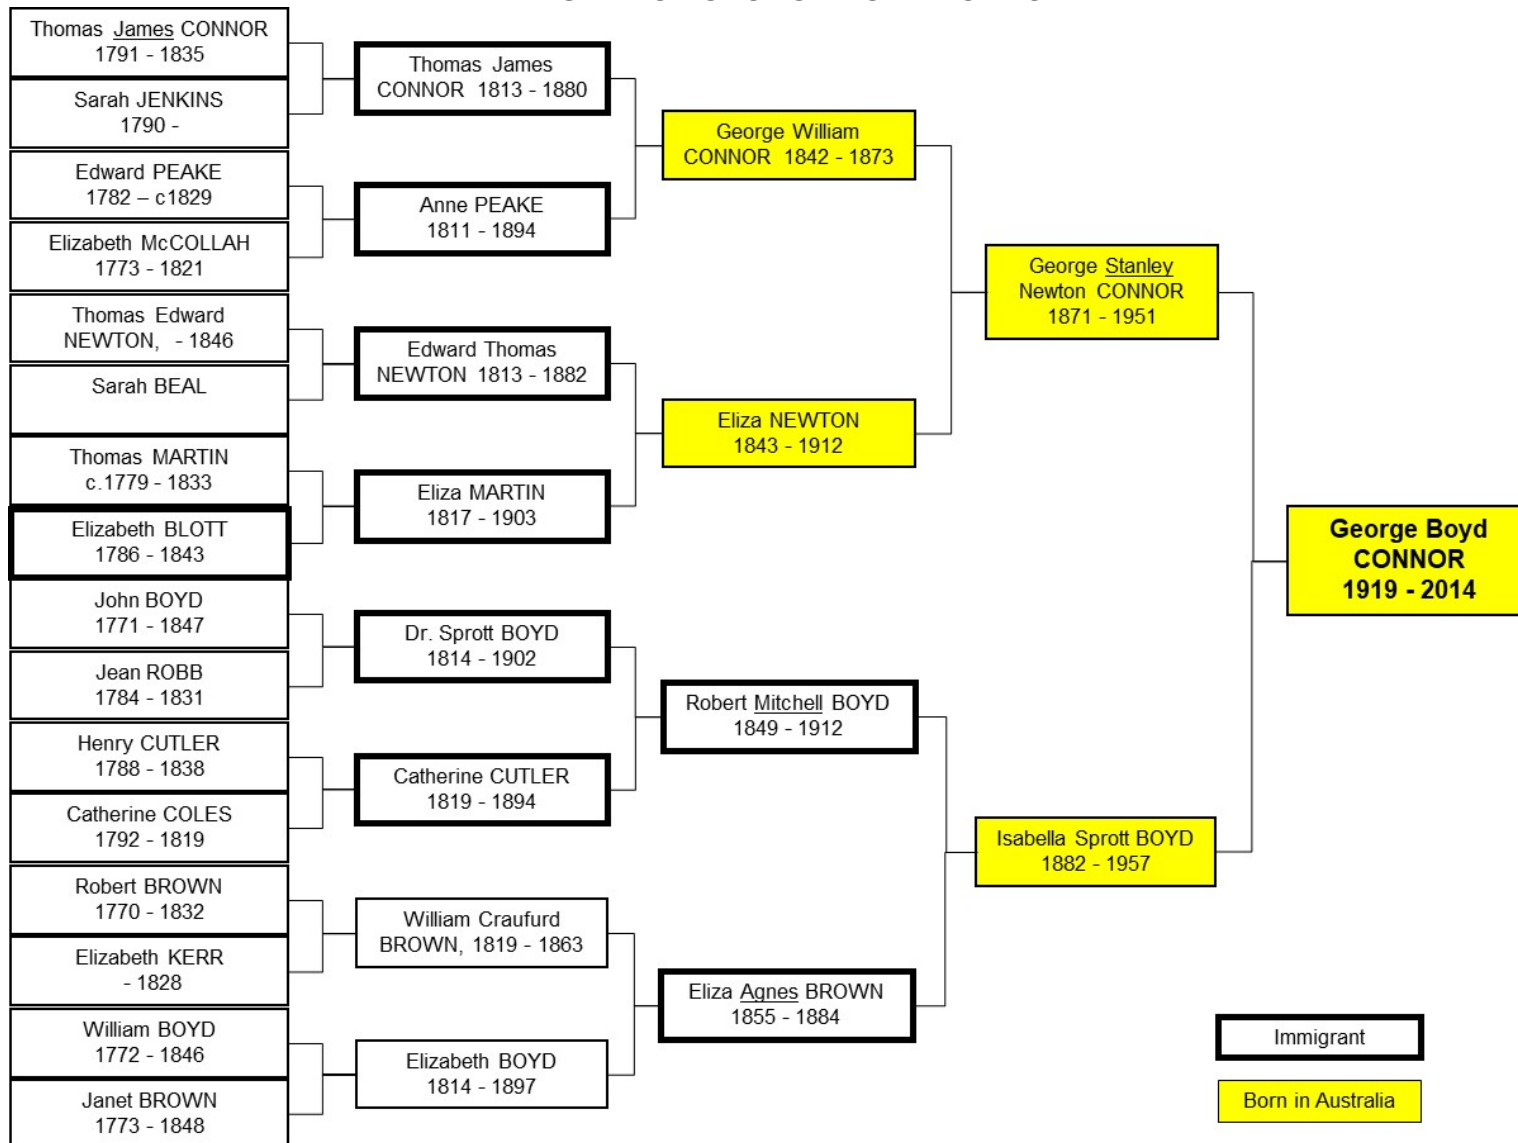 Thomas James CONNOR
1791 - 1835
Sarah JENKINS
1790 -
Edward PEAKE
1782 – c1829
Elizabeth McCOLLAH
1773 - 1821
Thomas Edward
NEWTON, - 1846
Sarah BEAL
Thomas MARTIN
c.1779 - 1833
Elizabeth BLOTT
1786 - 1843
John BOYD
1771 - 1847
Jean ROBB
1784 - 1831
Henry CUTLER
1788 - 1838
Catherine COLES
1792 - 1819
Robert BROWN
1770 - 1832
Elizabeth KERR
- 1828
William BOYD
1772 - 1846
Janet BROWN
1773 - 1848
Thomas James
CONNOR 1813 - 1880
Anne PEAKE
1811 - 1894
Edward Thomas
NEWTON 1813 - 1882
Eliza MARTIN
1817 - 1903
Dr. Sprott BOYD
1814 - 1902
Catherine CUTLER
1819 - 1894
William Craufurd
BROWN, 1819 - 1863
Elizabeth BOYD
1814 - 1897
George William
CONNOR 1842 - 1873
Eliza NEWTON
1843 - 1912
Robert Mitchell BOYD
1849 - 1912
Eliza Agnes BROWN
1855 - 1884
George Stanley
Newton CONNOR
1871 - 1951
Isabella Sprott BOYD
1882 - 1957
George Boyd
CONNOR
1919 - 2014
Immigrant
Born in Australia